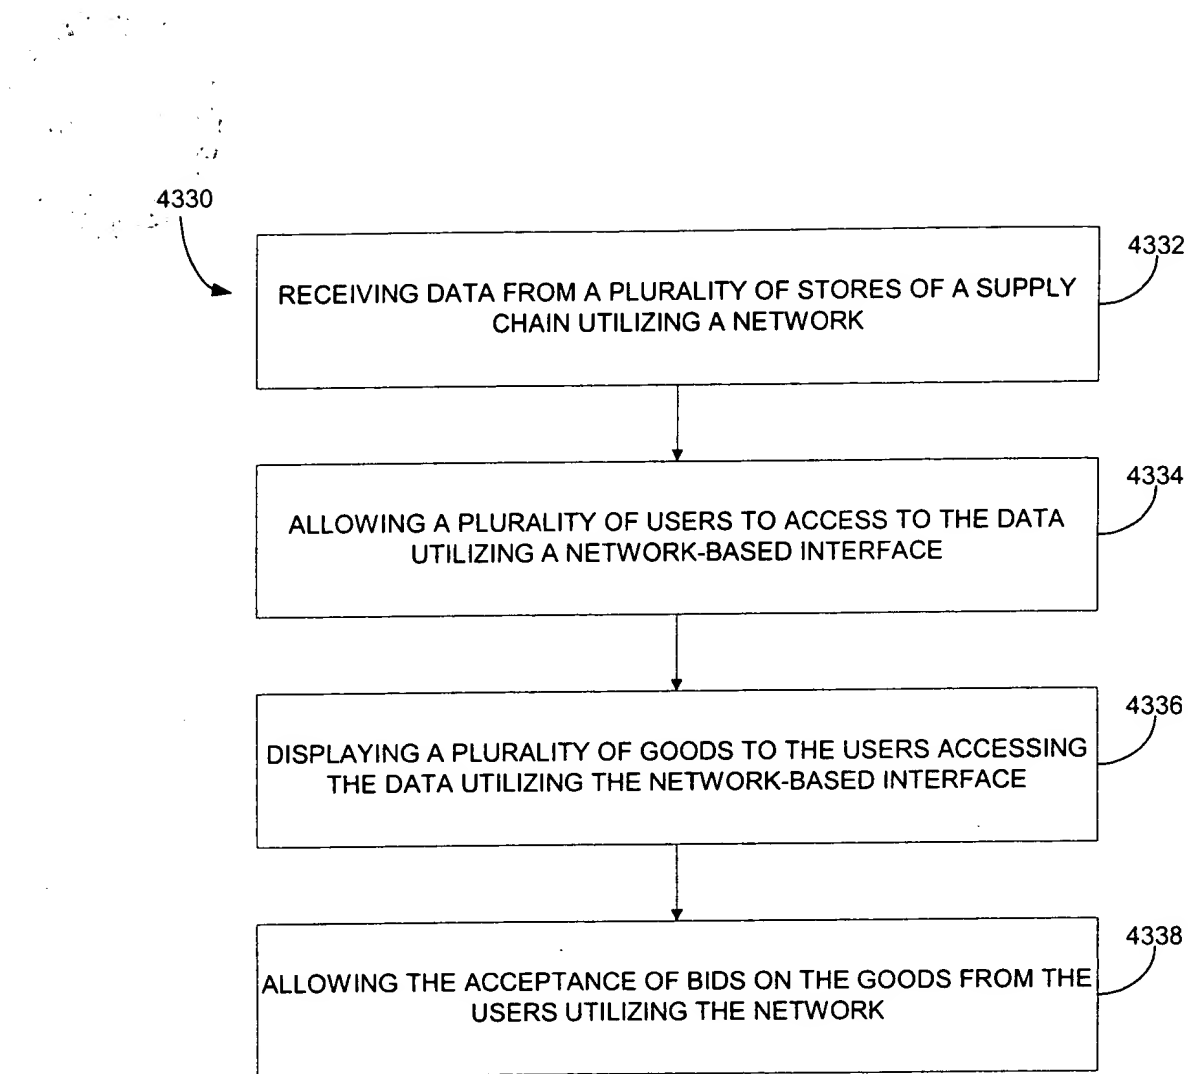 4330
4332
RECEIVING DATA FROM A PLURALITY OF STORES OF A SUPPLY
CHAIN UTILIZING A NETWORK
4334
ALLOWING A PLURALITY OF USERS TO ACCESS TO THE DATA
UTILIZING A NETWORK-BASED INTERFACE
4336
DISPLAYING A PLURALITY OF GOODS TO THE USERS ACCESSING
THE DATA UTILIZING THE NETWORK-BASED INTERFACE
4338
ALLOWING THE ACCEPTANCE OF BIDS ON THE GOODS FROM THE
USERS UTILIZING THE NETWORK